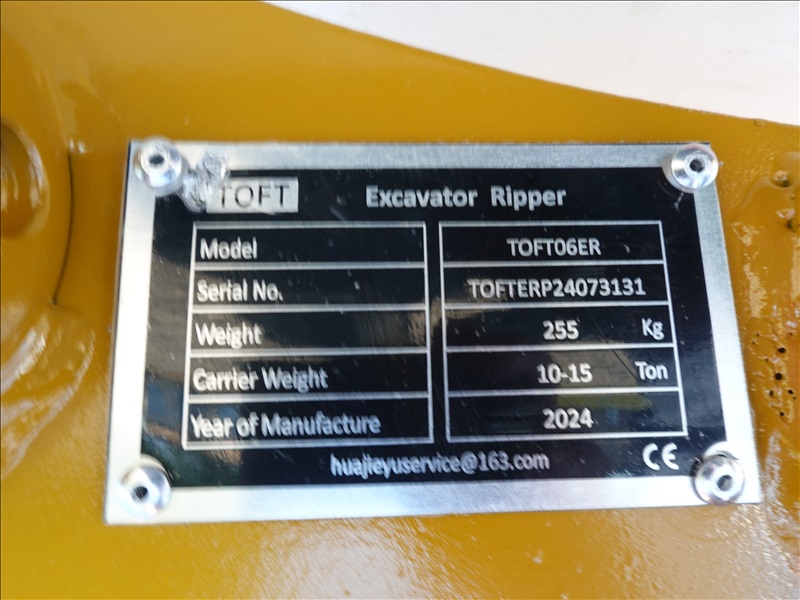 TOFT Excavator Ripper
Model TOFT06ER
Serial No. TOFTERP24073131
Weight 255 Kg
Carrier Weight 10-15 Ton
Year of Manufacture 2024
huajieyuservice@163.com CE